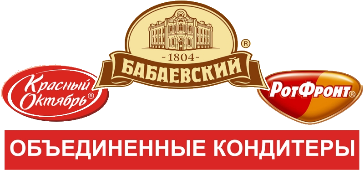 - 1804 -
БАБАЕВСКИЙ
®
Красный
Октябрь®
РотФронт®
ОБЪЕДИНЕННЫЕ КОНДИТЕРЫ